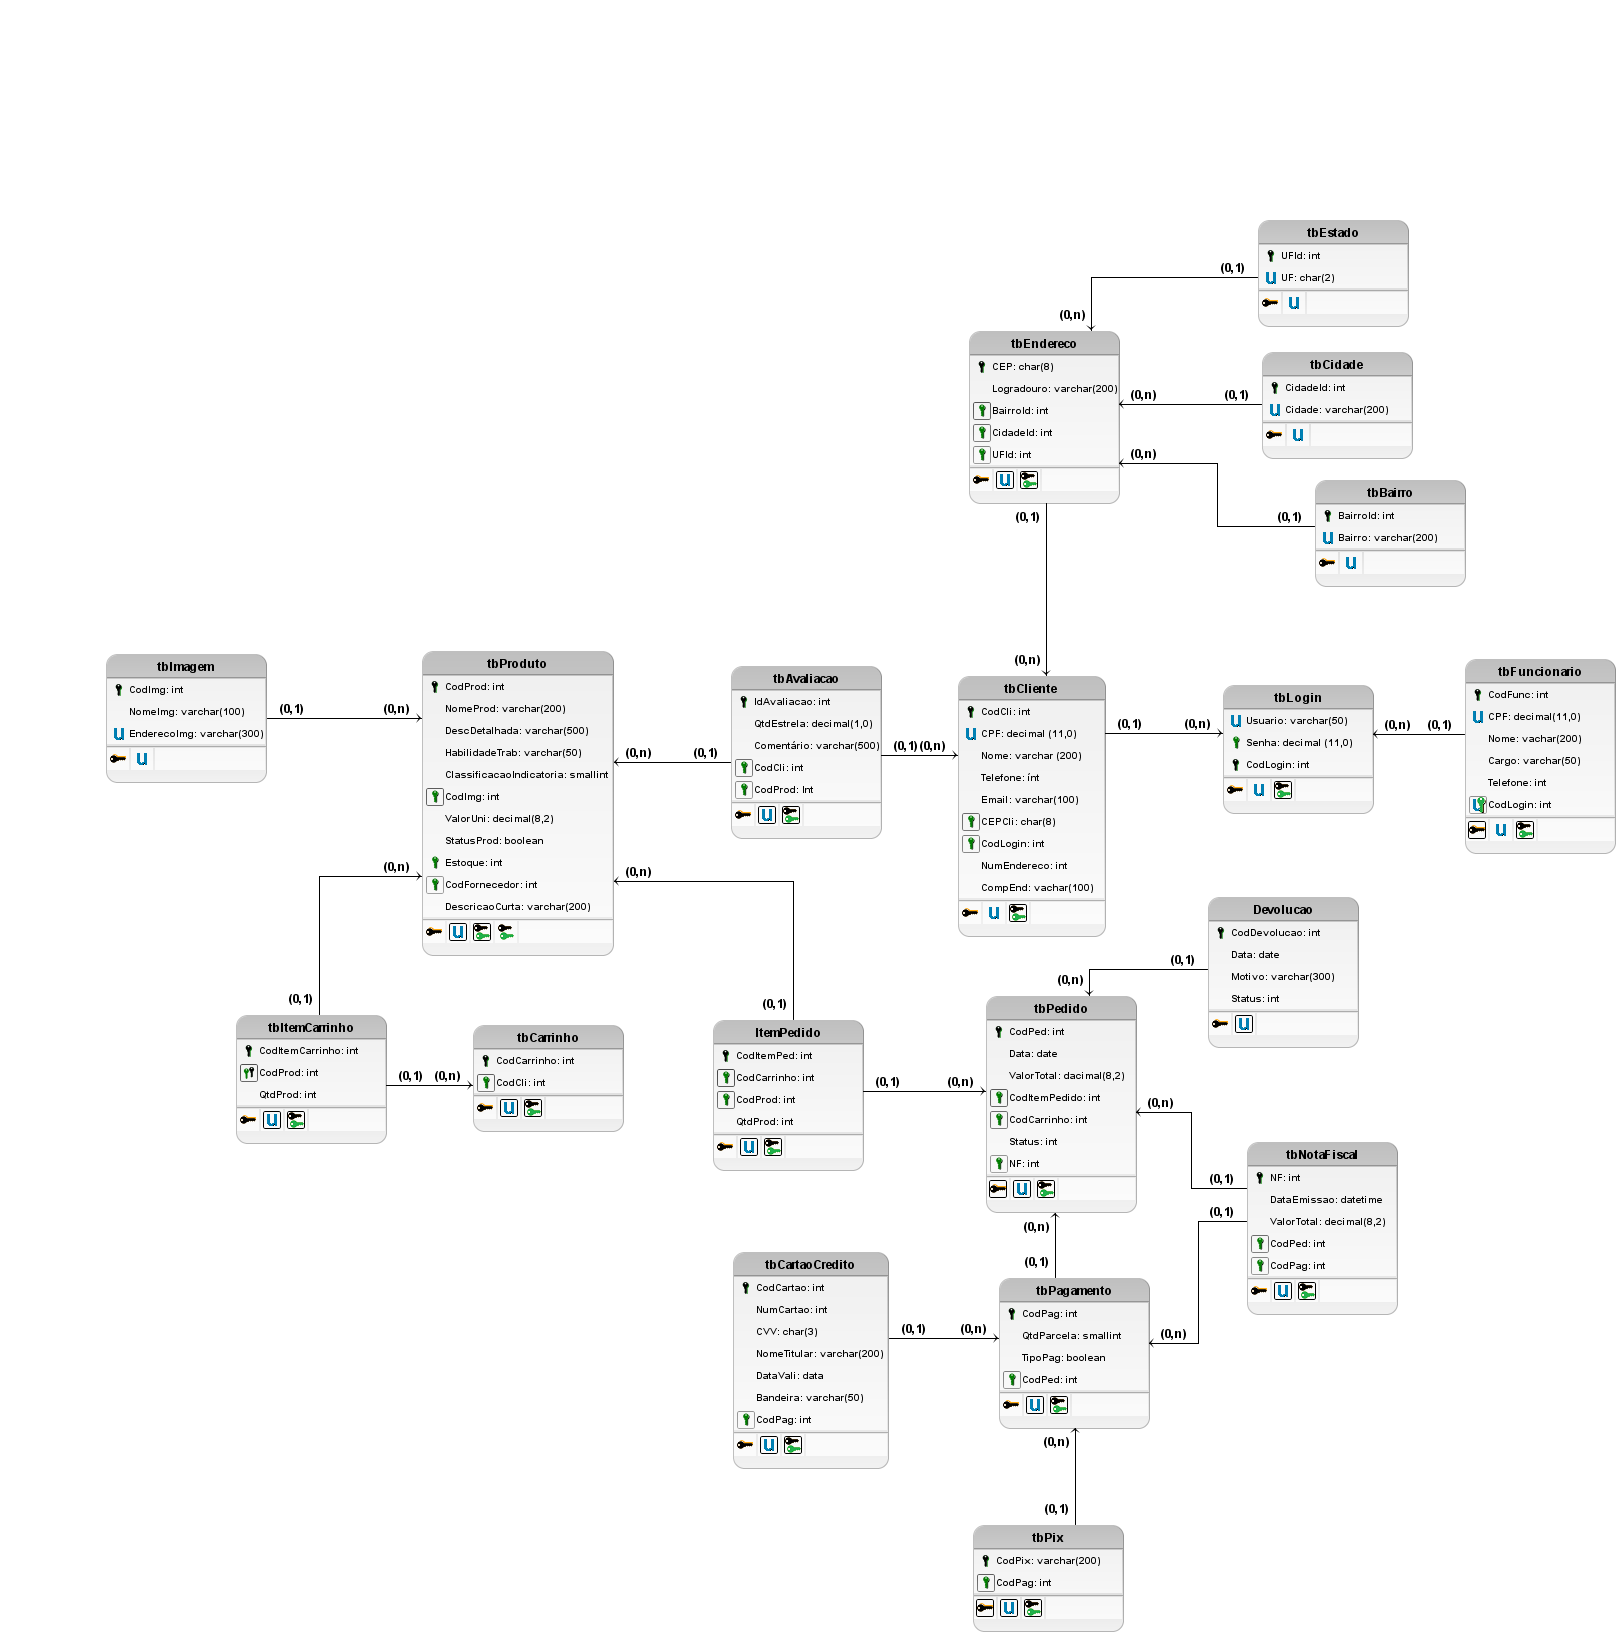 tbEstado
UFId: int
UF: char(2)
(0,1)
(0,n)
tbEndereco
CEP: char(8)
Logradouro: varchar(200)
BairroId: int
CidadeId: int
UFId: int
u
(0,n)
(0,1)
tbCidade
CidadeId: int
Cidade: varchar(200)
(0,n)
(0,1)
tbBairro
BairroId: int
Bairro: varchar(200)
(0,1)
(0,n)
tbImagem
CodImg: int
NomeImg: varchar(100)
EnderecoImg: varchar(300)
(0,1)
(0,n)
tbProduto
CodProd: int
NomeProd: varchar(200)
DescDetalhada: varchar(500)
HabilidadeTrab: varchar(50)
ClassificacaoIndicatoria: smallint
CodImg: int
ValorUni: decimal(8,2)
StatusProd: boolean
Estoque: int
CodFornecedor: int
DescricaoCurta: varchar(200)
(0,n)
(0,1)
tbAvaliacao
IdAvaliacao: int
QtdEstrela: decimal(1,0)
Comentário: varchar(500)
CodCli: int
CodProd: Int
(0,1)
(0,n)
tbCliente
CodCli: int
CPF: decimal (11,0)
Nome: varchar (200)
Telefone: ínt
Email: varchar(100)
CEPCli: char(8)
CodLogin: int
NumEndereco: int
CompEnd: vachar(100)
(0,1)
(0,n)
tbLogin
Usuario: varchar(50)
Senha: decimal (11,0)
CodLogin: int
(0,n)
(0,1)
tbFuncionario
CodFunc: int
CPF: decimal(11,0)
Nome: vachar(200)
Cargo: varchar(50)
Telefone: int
CodLogin: int
(0,n)
(0,1)
(0,n)
(0,1)
tbItemCarrinho
CodItemCarrinho: int
CodProd: int
QtdProd: int
(0,1)
(0,n)
tbCarrinho
CodCarrinho: int
CodCli: int
ItemPedido
CodItemPed: int
CodCarrinho: int
CodProd: int
QtdProd: int
(0,1)
(0,n)
tbPedido
CodPed: int
Data: date
ValorTotal: dacimal(8,2)
CodItemPedido: int
CodCarrinho: int
Status: int
NF: int
(0,n)
(0,1)
Devolucao
CodDevolucao: int
Data: date
Motivo: varchar(300)
Status: int
(0,n)
(0,1)
(0,1)
tbNotaFiscal
NF: int
DataEmissao: datetime
ValorTotal: decimal(8,2)
CodPed: int
CodPag: int
(0,n)
(0,1)
tbCartaoCredito
CodCartao: int
NumCartao: int
CVV: char(3)
NomeTitular: varchar(200)
DataVali: data
Bandeira: varchar(50)
CodPag: int
(0,1)
(0,n)
tbPagamento
CodPag: int
QtdParcela: smallint
TipoPag: boolean
CodPed: int
(0,n)
(0,n)
(0,1)
tbPix
CodPix: varchar(200)
CodPag: int